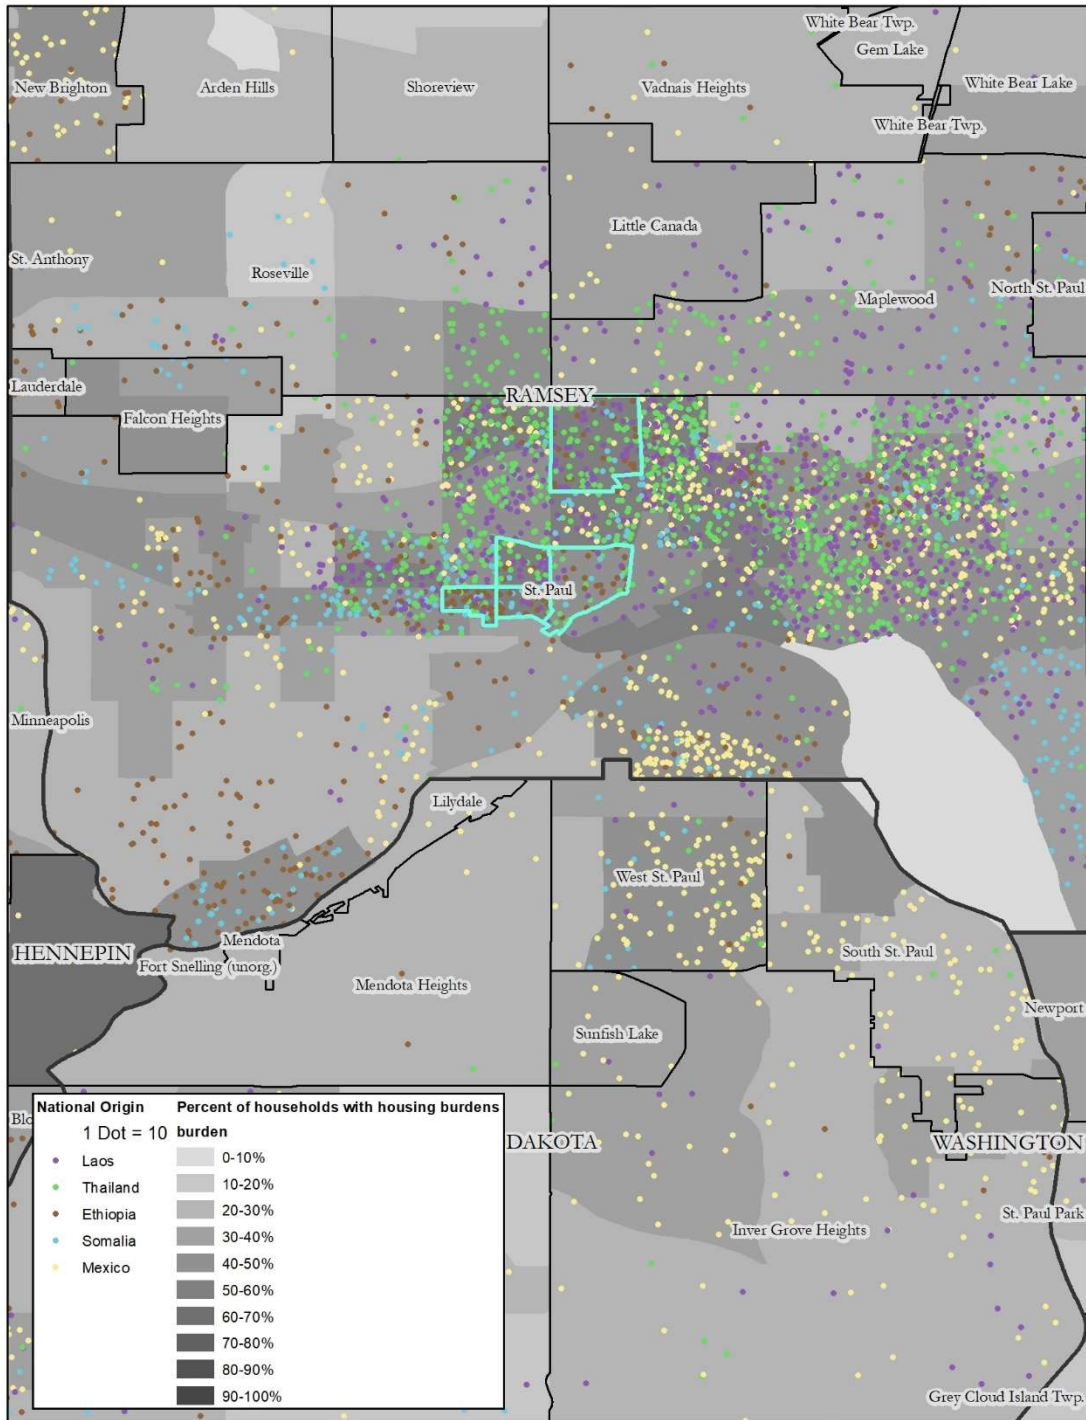 White Bear Twp.
Gem Lake
New Brighton
Arden Hills
Shoreview
Vadnais Heights
White Bear Lake
White Bear Twp.
Little Canada
St. Anthony
Roseville
North St. Paul
Maplewood
Lauderdale
RAMSEY
Falcon Heights
St. Paul
Minneapolis
Lilydale
West St. Paul
HENNEPIN
Mendota
Fort Snelling (unorg.)
South St. Paul
Mendota Heights
Newport
Sunfish Lake
National Origin
Percent of households with housing burdens
1 Dot = 10
burden
Blo
DAKOTA
WASHINGTON
Laos
0-10%
Thailand
10-20%
Ethiopia
20-30%
Somalia
30-40%
Mexico
40-50%
50-60%
60-70%
70-80%
80-90%
90-100%
St. Paul Park
Inver Grove Heights
Grey Cloud Island Twp.